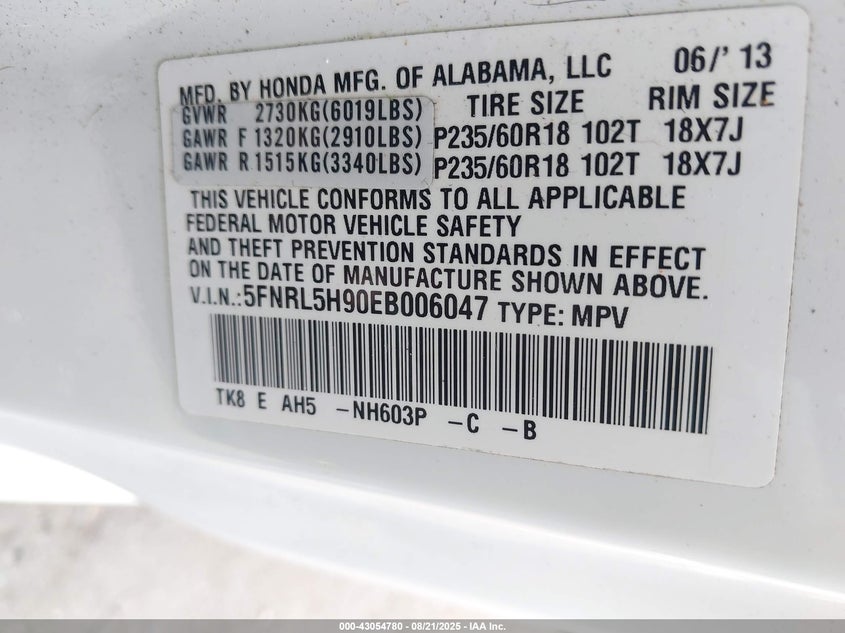 MFD. BY HONDA MFG. OF ALABAMA, LLC 06/'13
GVWR 2730KG(6019LBS) TIRE SIZE RIM SIZE
GAWR F 1320KG(2910LBS) P235/60R18 102T 18X7J
GAWR R 1515KG(3340LBS) P235/60R18 102T 18X7J
THIS VEHICLE CONFORMS TO ALL APPLICABLE
FEDERAL MOTOR VEHICLE SAFETY
AND THEFT PREVENTION STANDARDS IN EFFECT
ON THE DATE OF MANUFACTURE SHOWN ABOVE.
V.I.N.:5FNRL5H90EB006047 TYPE: MPV
TK8 E AH5 -NH603P -C -B
000-43054780 - 08/21/2025 - IAA Inc.